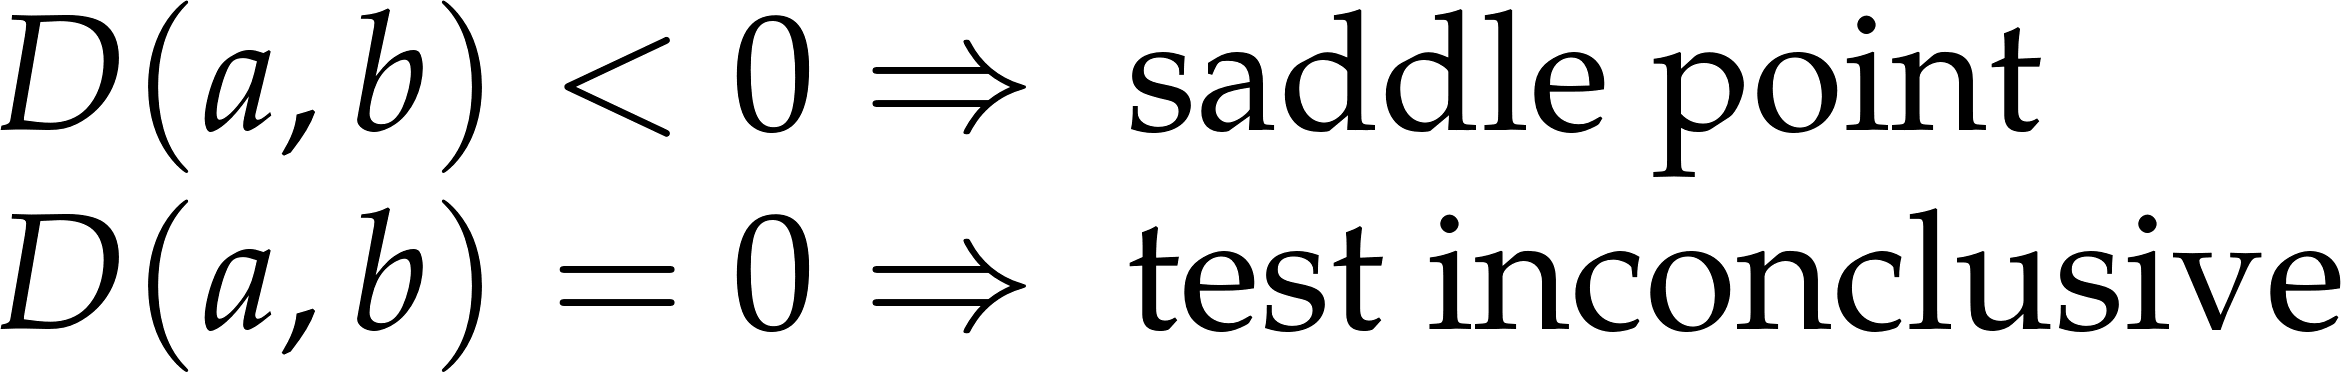 D(a, b) < 0 ⟹ saddle point
D(a, b) = 0 ⟹ test inconclusive